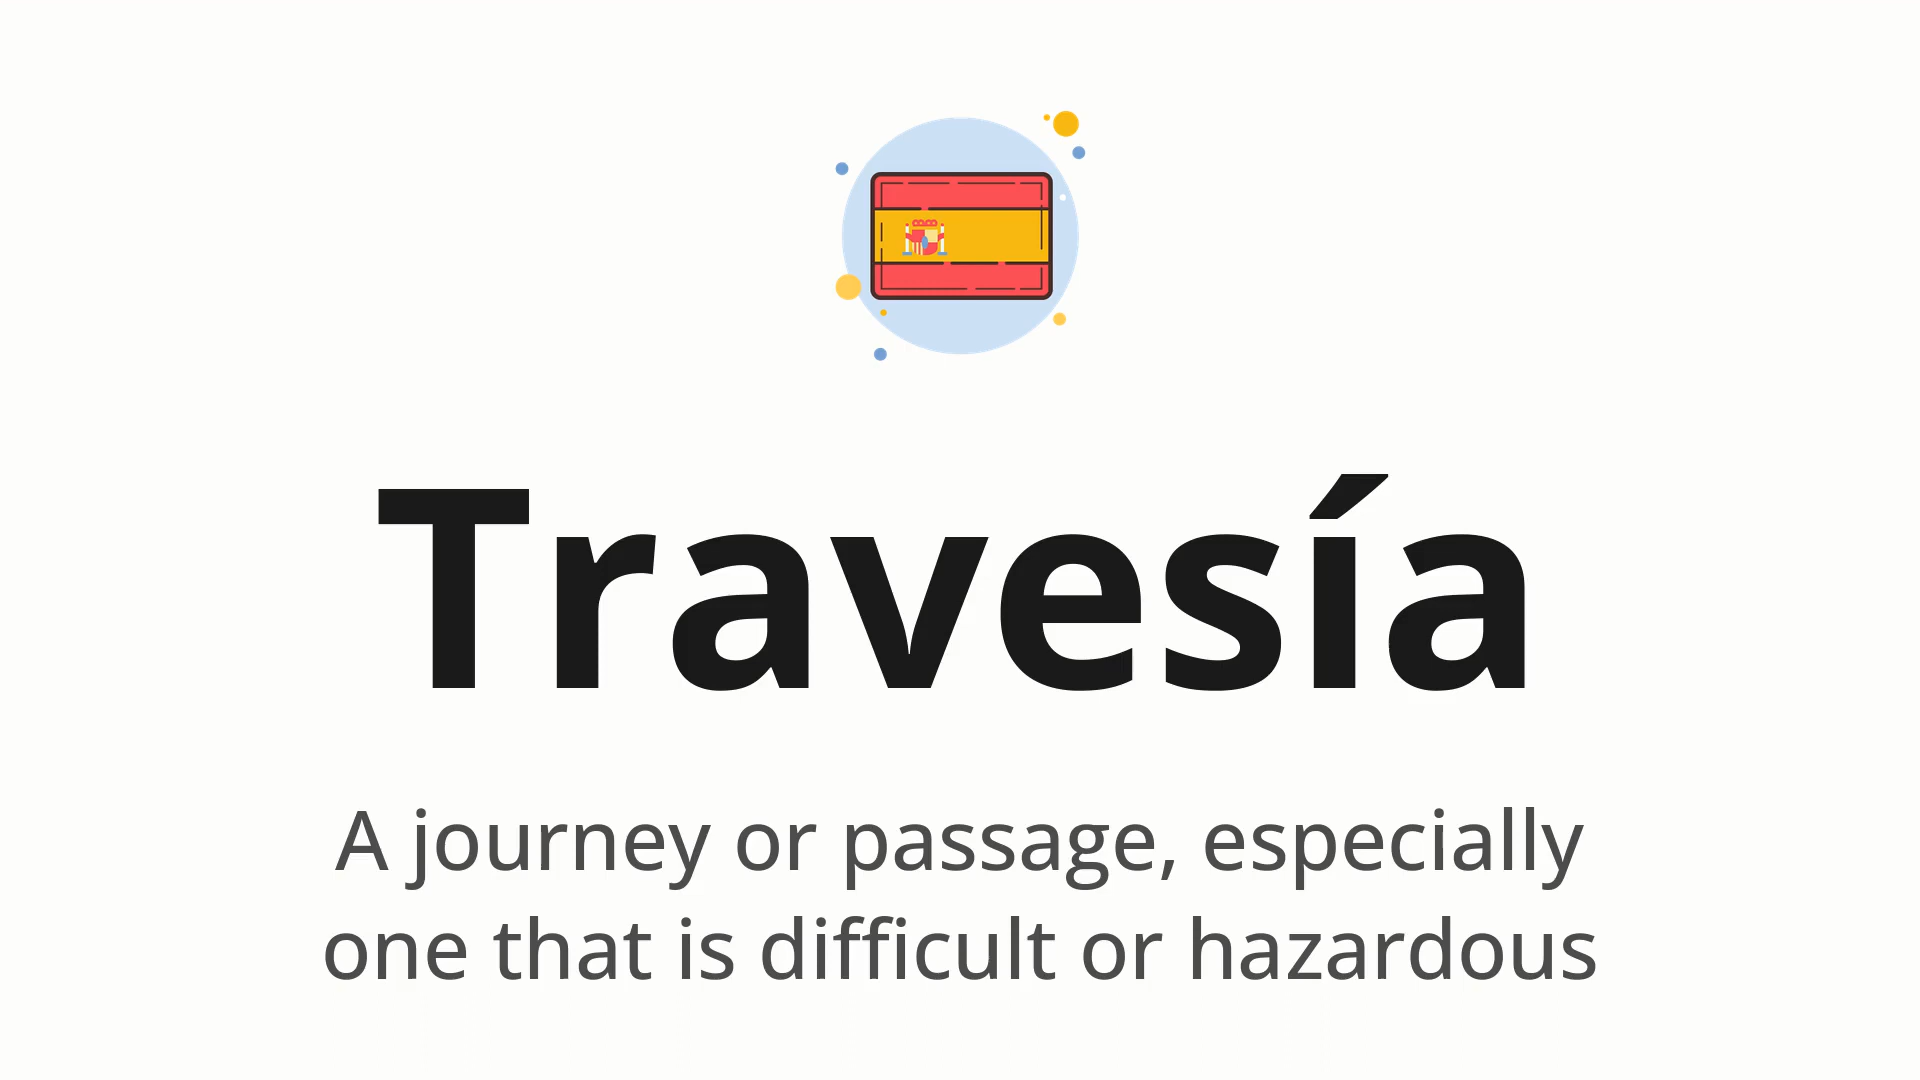 Travesía
A journey or passage, especially
one that is difficult or hazardous